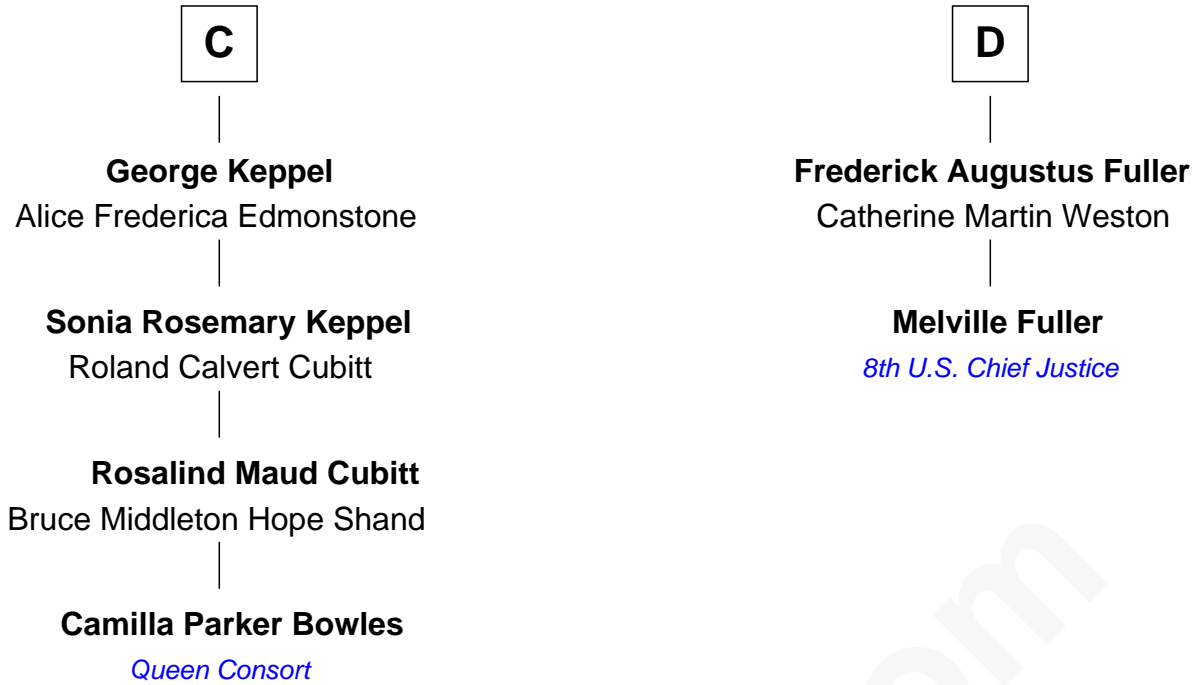 C
George Keppel
Alice Frederica Edmonstone
Sonia Rosemary Keppel
Roland Calvert Cubitt
Rosalind Maud Cubitt
Bruce Middleton Hope Shand
Camilla Parker Bowles
Queen Consort
D
Frederick Augustus Fuller
Catherine Martin Weston
Melville Fuller
8th U.S. Chief Justice
om